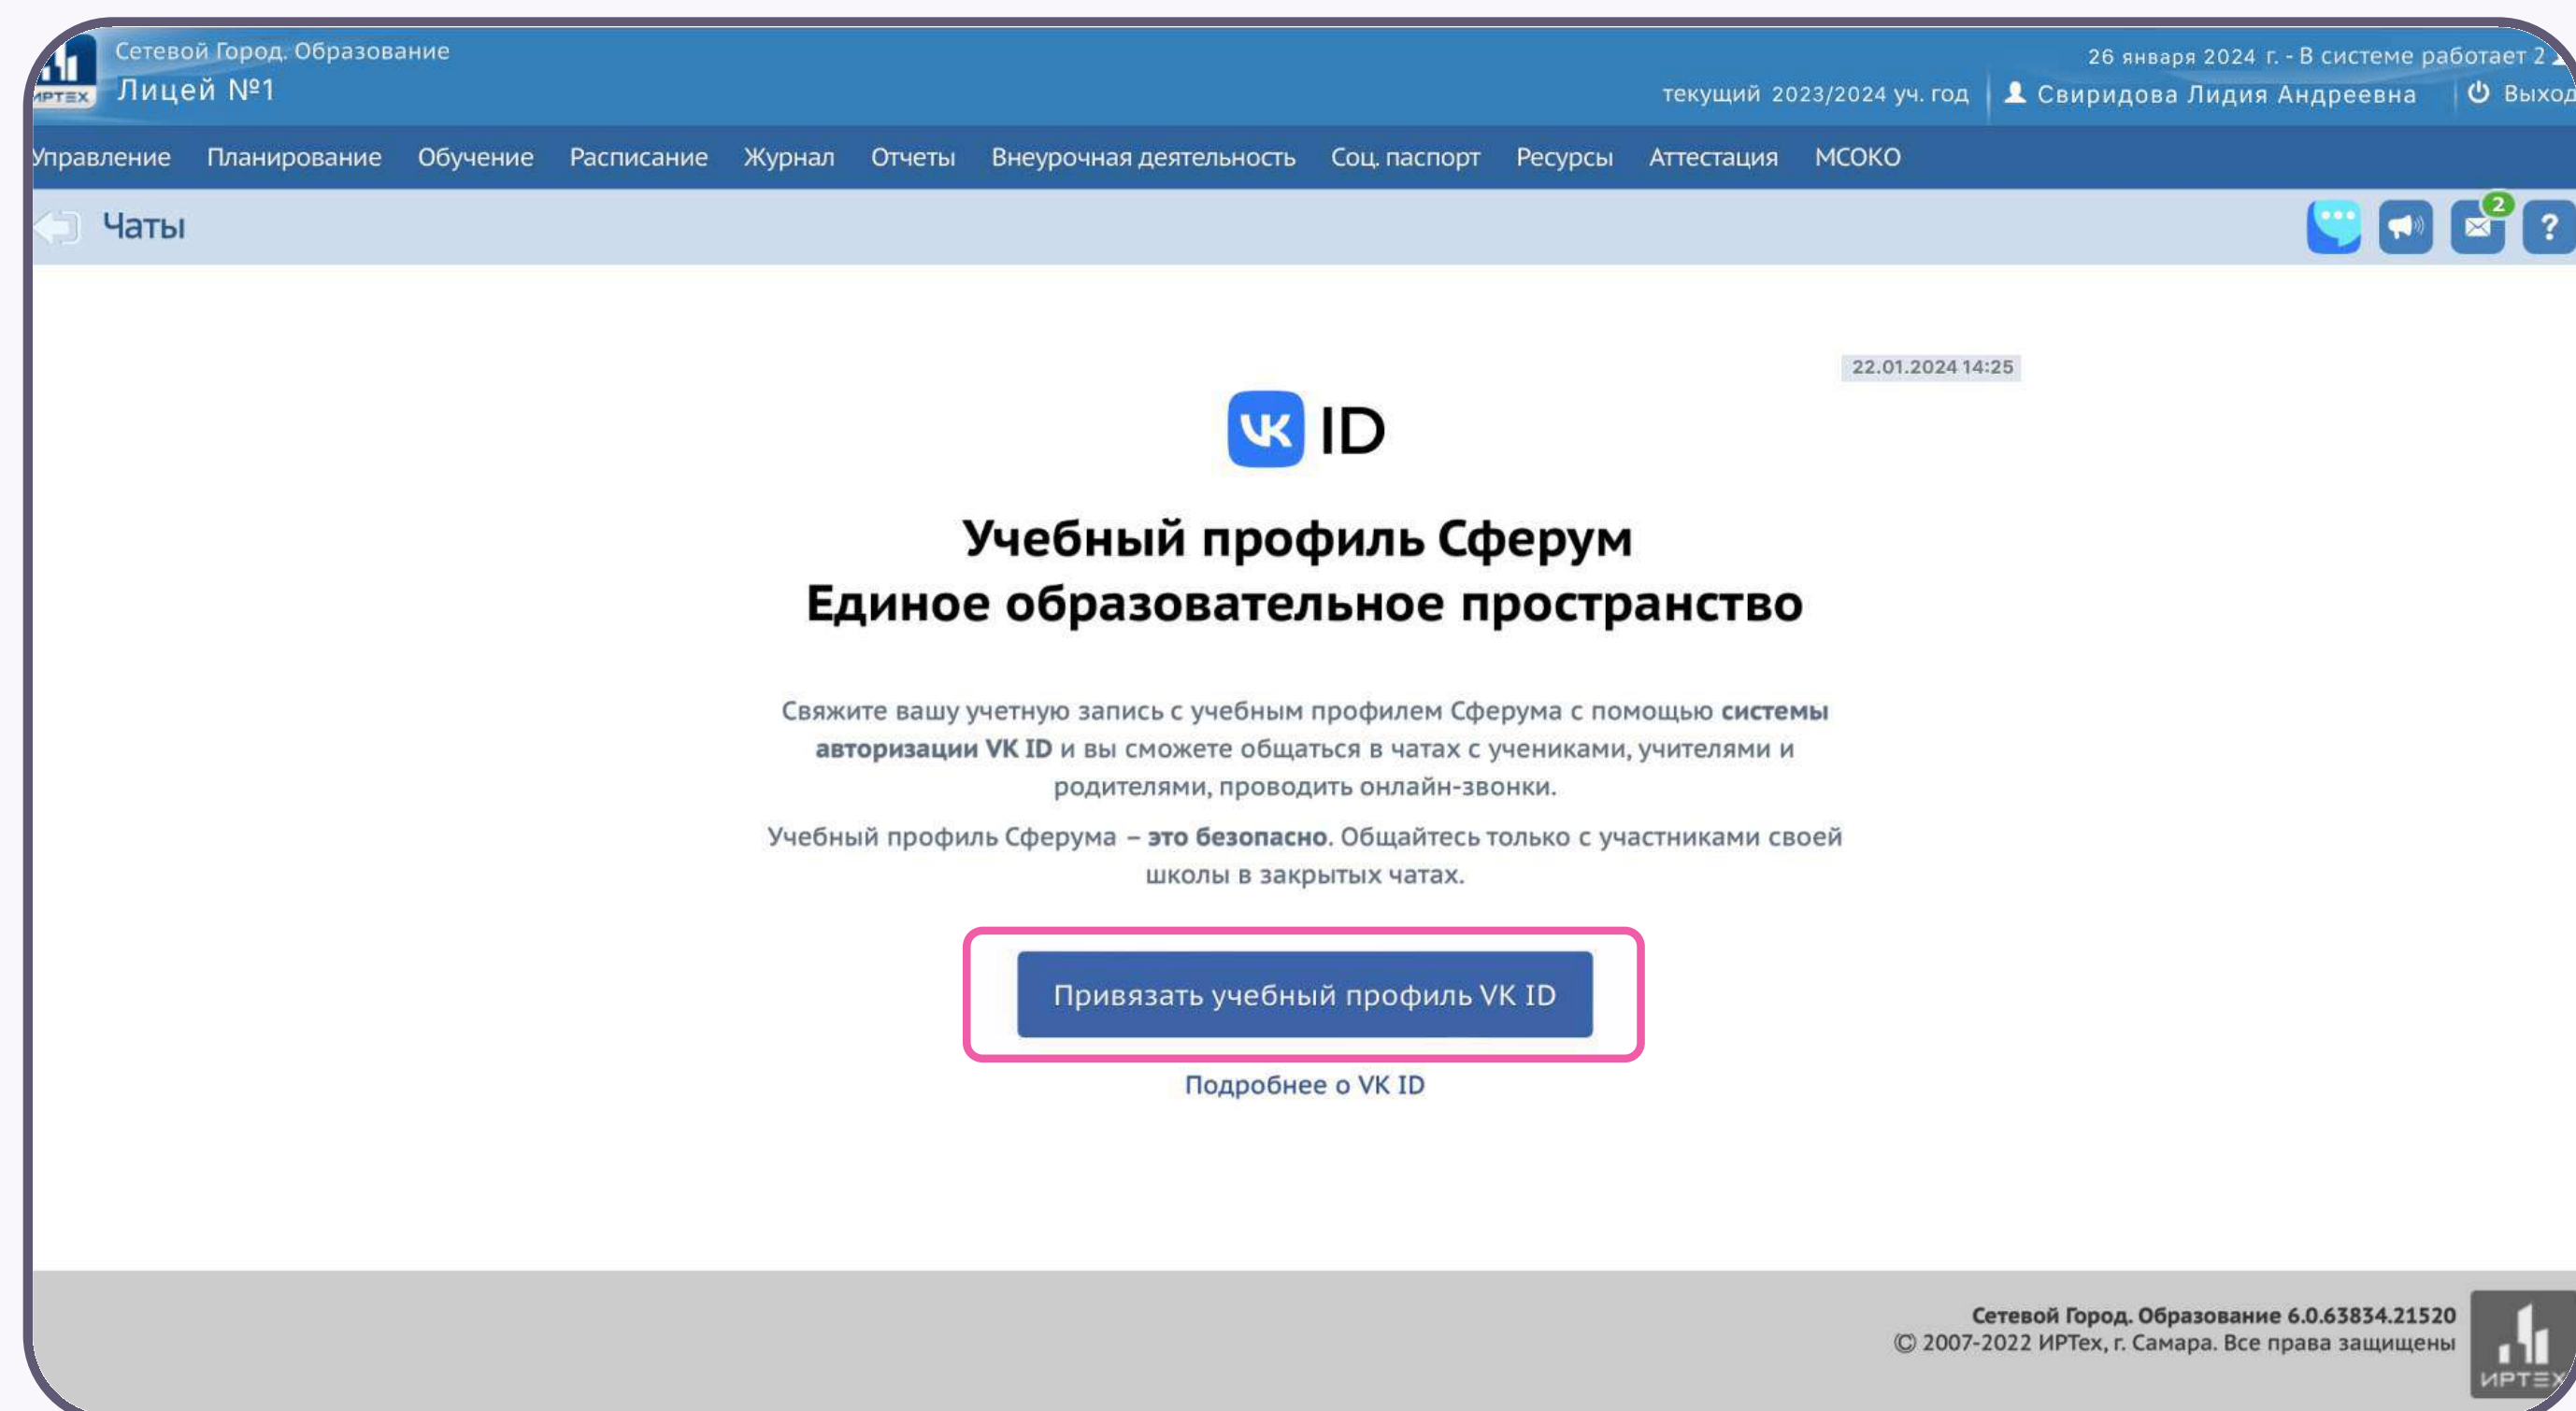 Сетевой Город. Образование
Лицей №1
ИРТЕХ
26 января 2024 г. - В системе работает 2
текущий 2023/2024 уч. год
Свиридова Лидия Андреевна
Выход
Управление Планирование Обучение Расписание Журнал Отчеты Внеурочная деятельность Соц. паспорт Ресурсы Аттестация МСОКО
Чаты
2
?
22.01.2024 14:25
VK ID
Учебный профиль Сферум
Единое образовательное пространство
Свяжите вашу учетную запись с учебным профилем Сферума с помощью системы
авторизации VK ID и вы сможете общаться в чатах с учениками, учителями и
родителями, проводить онлайн-звонки.
Учебный профиль Сферума – это безопасно. Общайтесь только с участниками своей
школы в закрытых чатах.
Привязать учебный профиль VK ID
Подробнее о VK ID
Сетевой Город. Образование 6.0.63834.21520
© 2007-2022 ИРТех, г. Самара. Все права защищены
ИРТЕХ